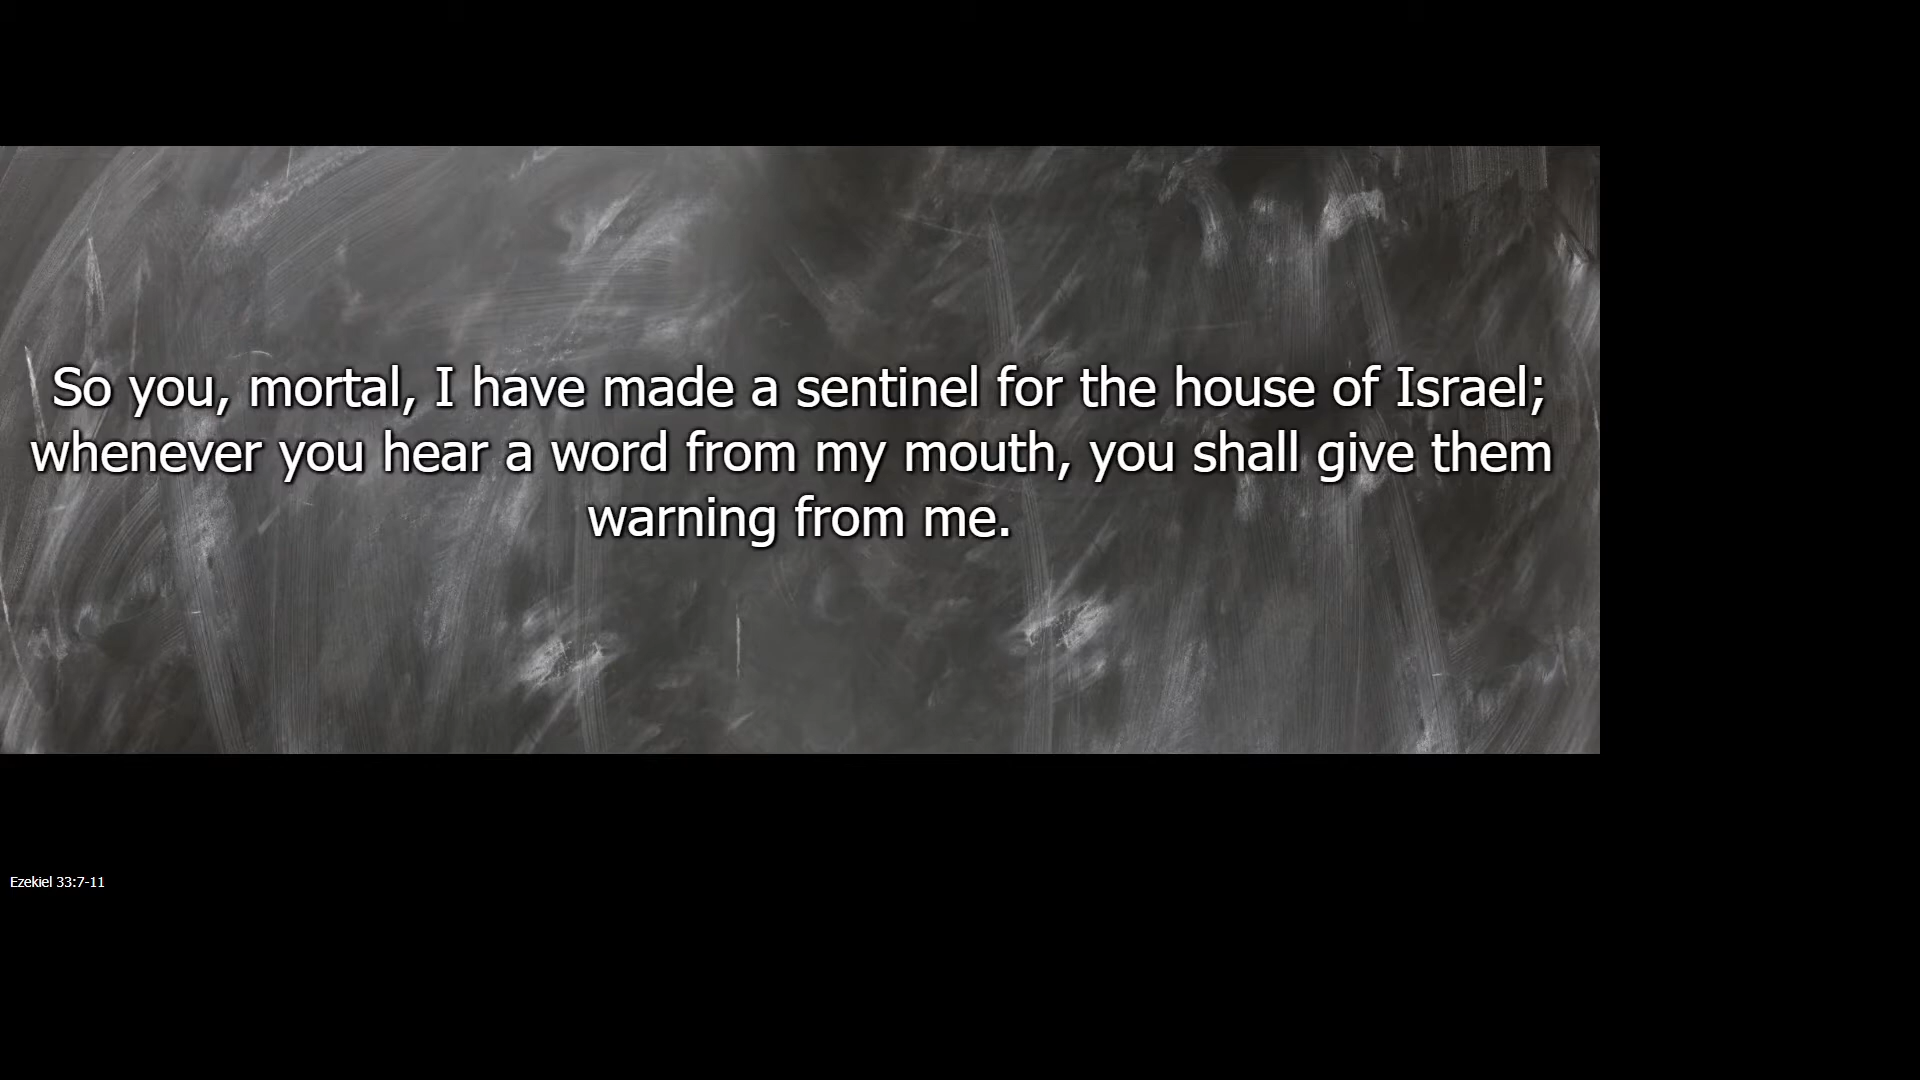 So you, mortal, I have made a sentinel for the house of Israel;
whenever you hear a word from my mouth, you shall give them
warning from me.
Ezekiel 33:7-11